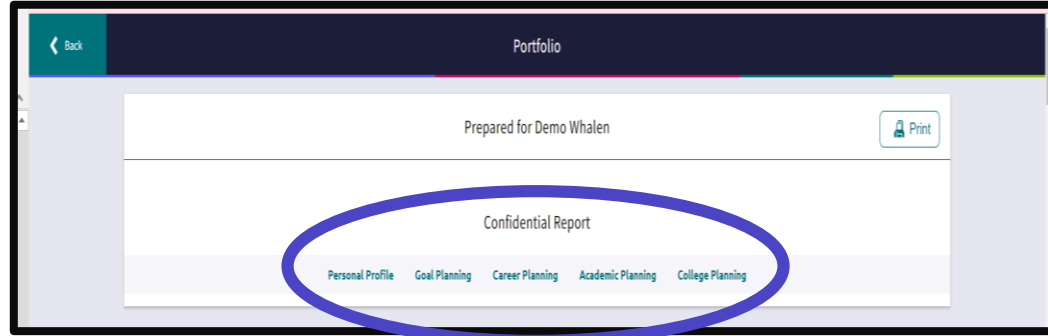 Back
Portfolio
Prepared for Demo Whalen
Print
Confidential Report
Personal Profile Goal Planning Career Planning Academic Planning College Planning